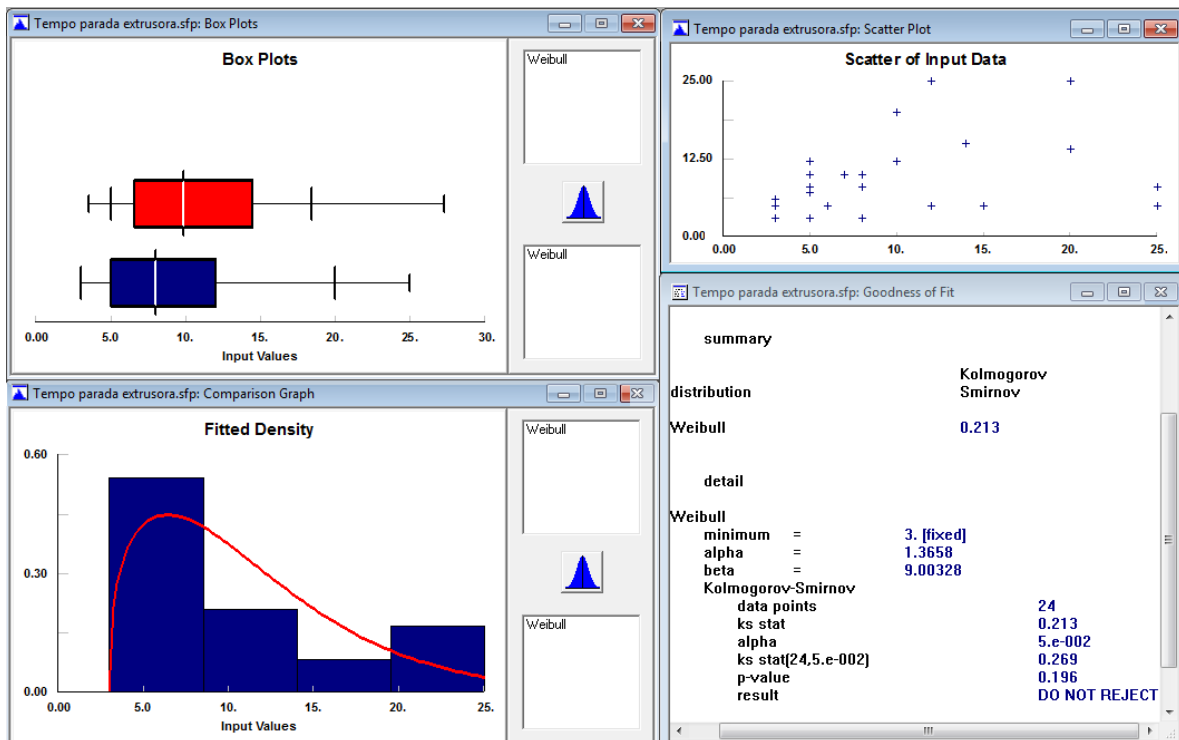 Tempo parada extrusora.sfp: Box Plots
Box Plots
0.00 5.0 10. 15. 20. 25. 30.
Input Values
Weibull
Weibull
Tempo parada extrusora.sfp: Scatter Plot
Scatter of Input Data
25.00
12.50
0.00
0.00 5.0 10. 15. 20. 25.
Tempo parada extrusora.sfp: Comparison Graph
Fitted Density
0.60
0.30
0.00
0.00 5.0 10. 15. 20. 25.
Input Values
Weibull
Weibull
Tempo parada extrusora.sfp: Goodness of Fit
summary
Kolmogorov
distribution Smirnov
Weibull 0.213
detail
Weibull
minimum = 3. [fixed]
alpha = 1.3658
beta = 9.00328
Kolmogorov-Smirnov
data points 24
ks stat 0.213
alpha 5.e-002
ks stat(24,5.e-002) 0.269
p-value 0.196
result DO NOT REJECT